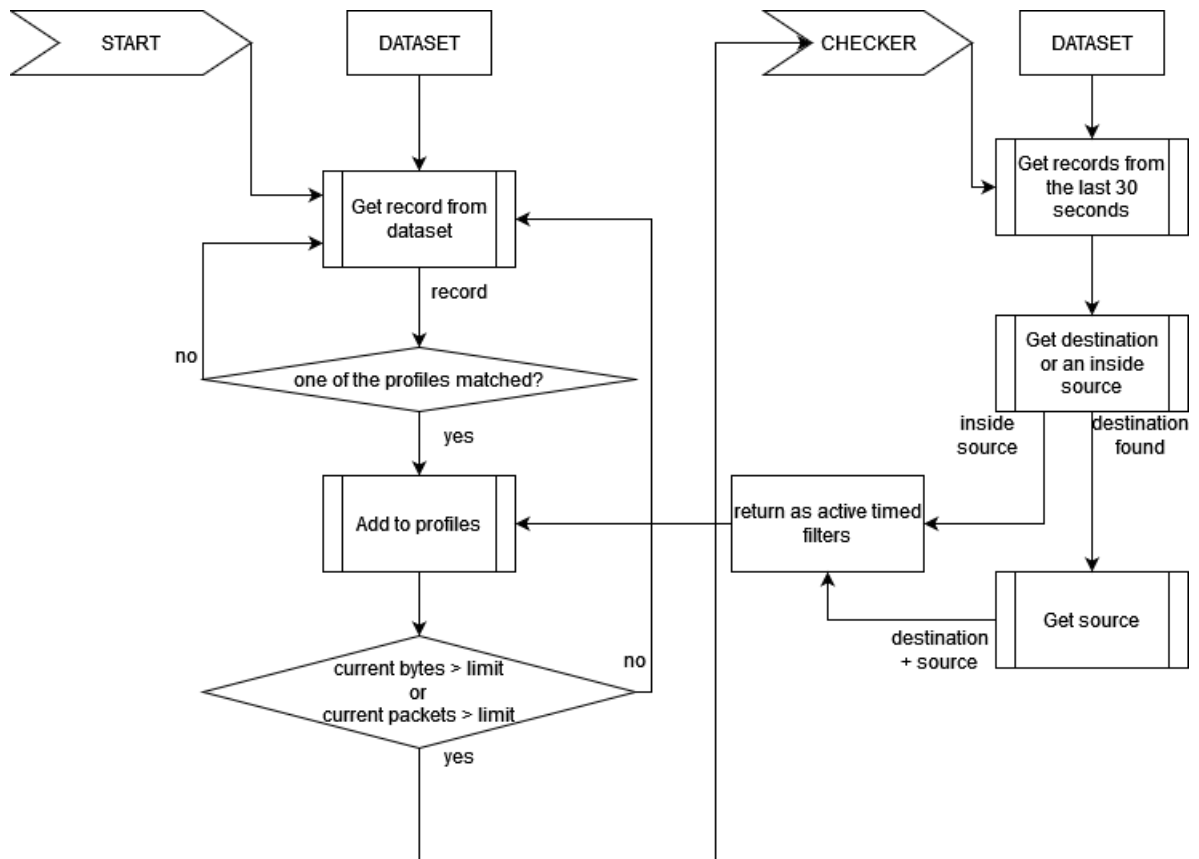 START
DATASET
Get record from
dataset
record
no
one of the profiles matched?
yes
Add to profiles
current bytes > limit
or
current packets > limit
no
yes
CHECKER
DATASET
Get records from
the last 30
seconds
Get destination
or an inside
source
inside
source
destination
found
return as active timed
filters
Get source
destination
+ source